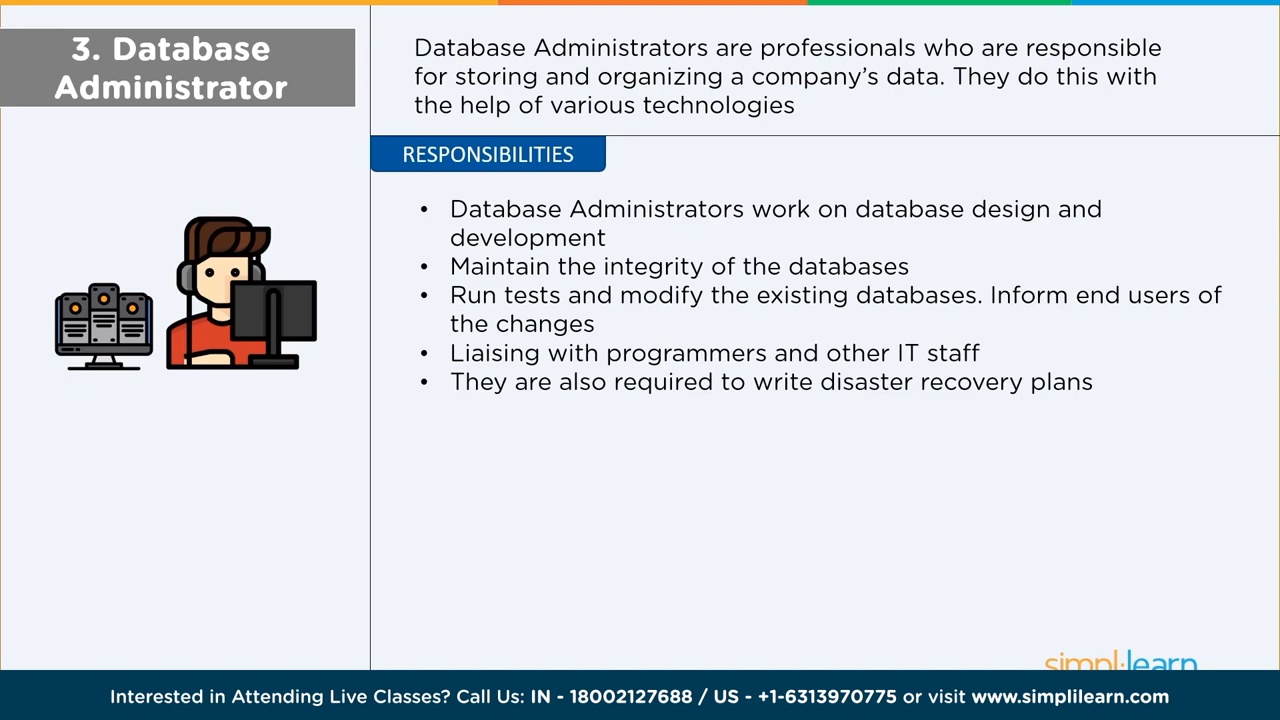 3. Database
Administrator
Database Administrators are professionals who are responsible
for storing and organizing a company’s data. They do this with
the help of various technologies
RESPONSIBILITIES
• Database Administrators work on database design and
development
• Maintain the integrity of the databases
• Run tests and modify the existing databases. Inform end users of
the changes
• Liaising with programmers and other IT staff
• They are also required to write disaster recovery plans
simpl·learn
Interested in Attending Live Classes? Call Us: IN - 18002127688 / US - +1-6313970775 or visit www.simplilearn.com